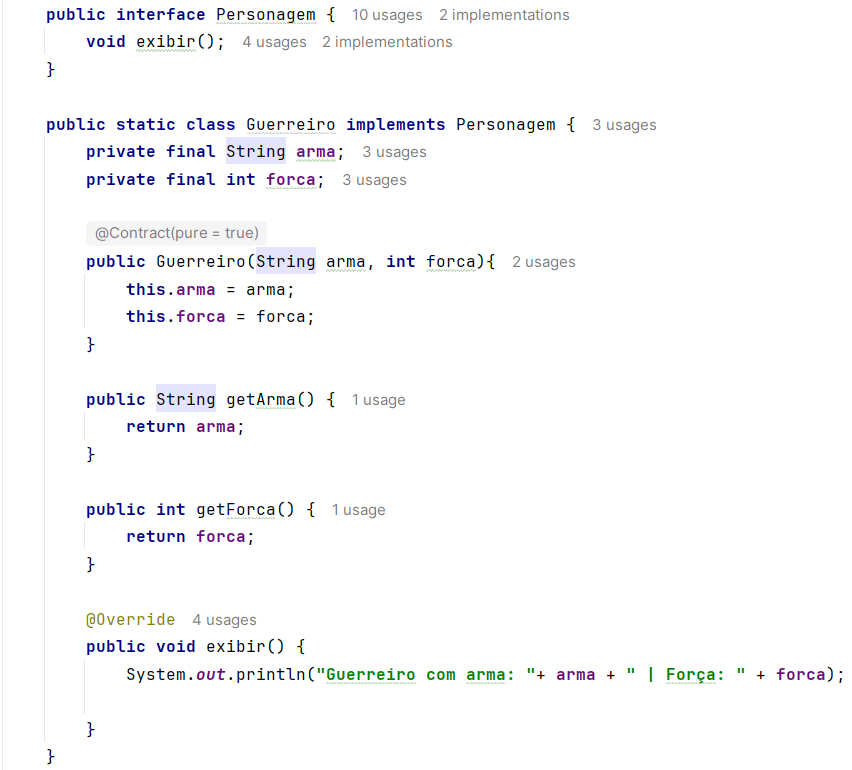 public interface Personagem {  10 usages  2 implementations
    void exibir();  4 usages  2 implementations
}
public static class Guerreiro implements Personagem {  3 usages
    private final String arma;  3 usages
    private final int forca;  3 usages
    @Contract(pure = true)
    public Guerreiro(String arma, int forca){  2 usages
        this.arma = arma;
        this.forca = forca;
    }
    public String getArma() {  1 usage
        return arma;
    }
    public int getForca() {  1 usage
        return forca;
    }
    @Override  4 usages
    public void exibir() {
        System.out.println("Guerreiro com arma: "+ arma + " | Força: " + forca);
    }
}